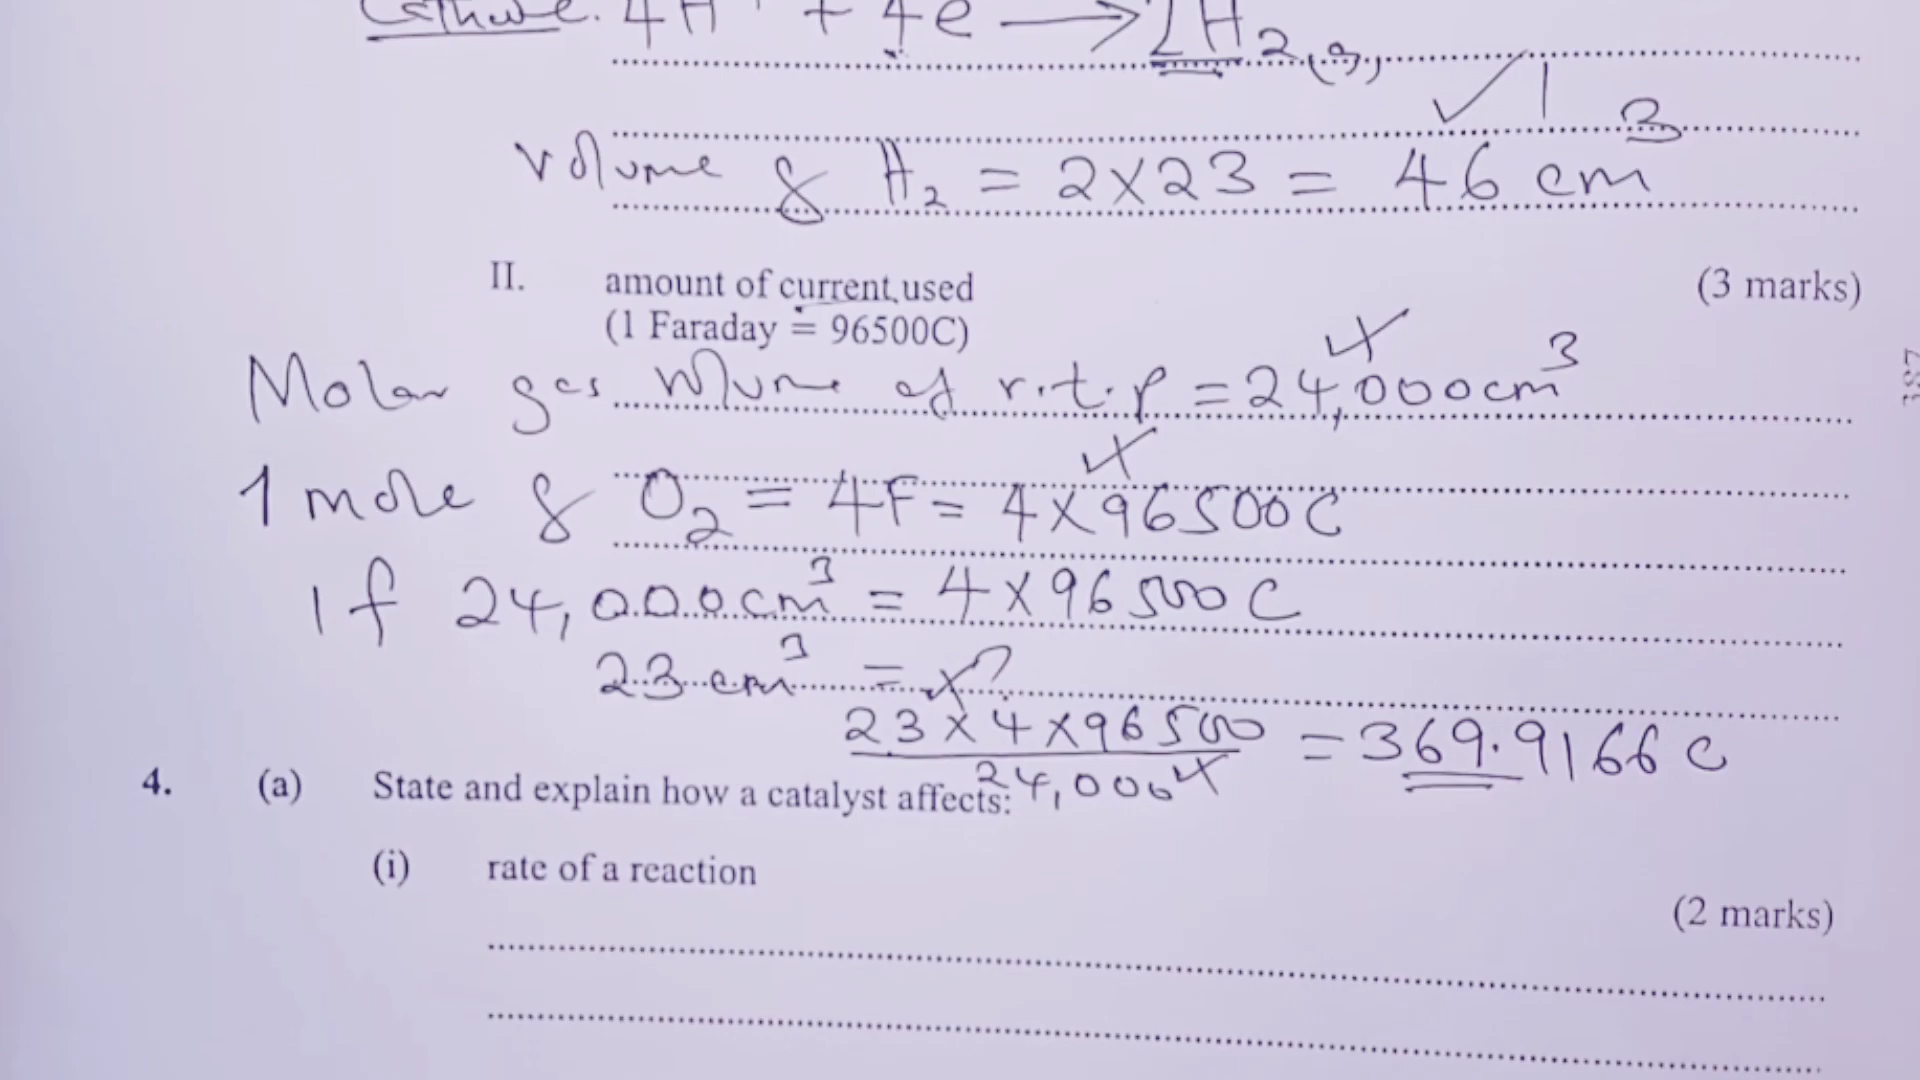 Cathode. 4H⁺ + 4e → 2H₂(g)
Volume of H₂ = 2×23 = 46 cm³ ✓1
II. amount of current used (3 marks)
(1 Faraday = 96500C)
Molar gas volume at r.t.p = 24,000cm³
1 mole of O₂ = 4F = 4×96500C
If 24,000cm³ = 4×96500C
23 cm³ = ?
23×4×96500 / 24,000 = 369.9166 C
4. (a) State and explain how a catalyst affects:
(i) rate of a reaction
(2 marks)